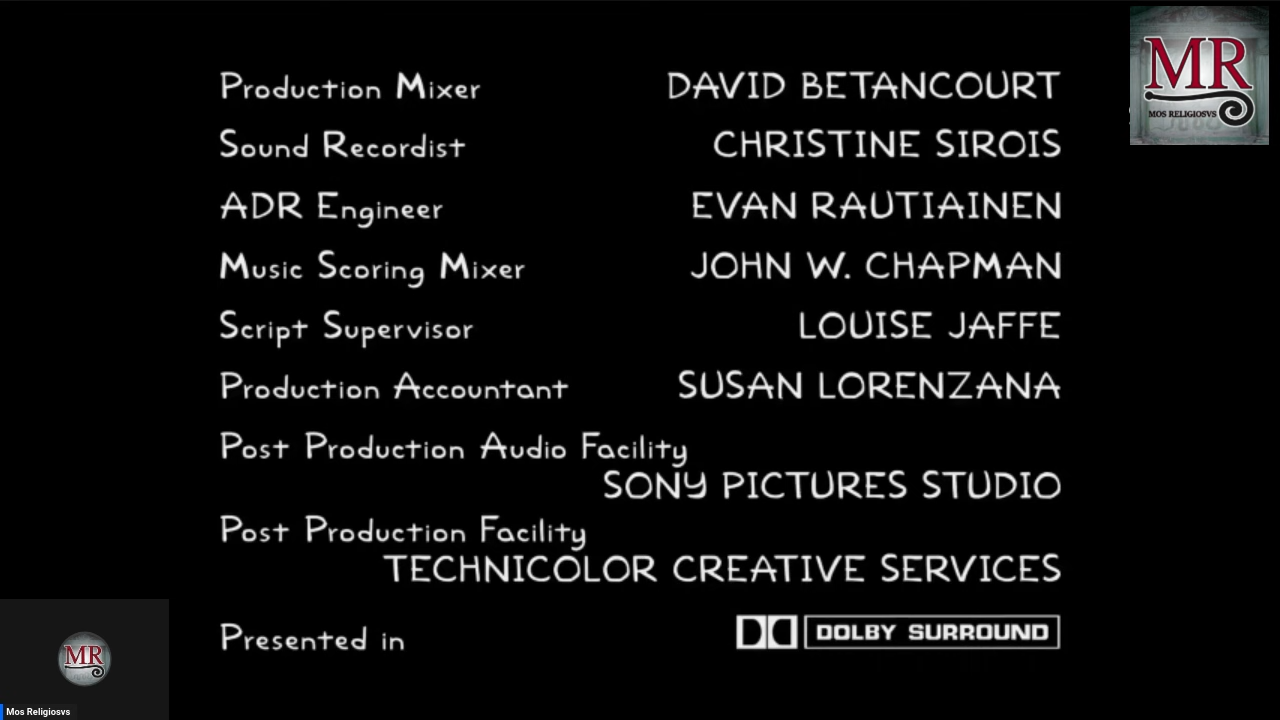 Production Mixer DAVID BETANCOURT
Sound Recordist CHRISTINE SIROIS
ADR Engineer EVAN RAUTIAINEN
Music Scoring Mixer JOHN W. CHAPMAN
Script Supervisor LOUISE JAFFE
Production Accountant SUSAN LORENZANA
Post Production Audio Facility
SONY PICTURES STUDIO
Post Production Facility
TECHNICOLOR CREATIVE SERVICES
Presented in DOLBY SURROUND
MR
MOS RELIGIOSVS
MR
Mos Religiosvs